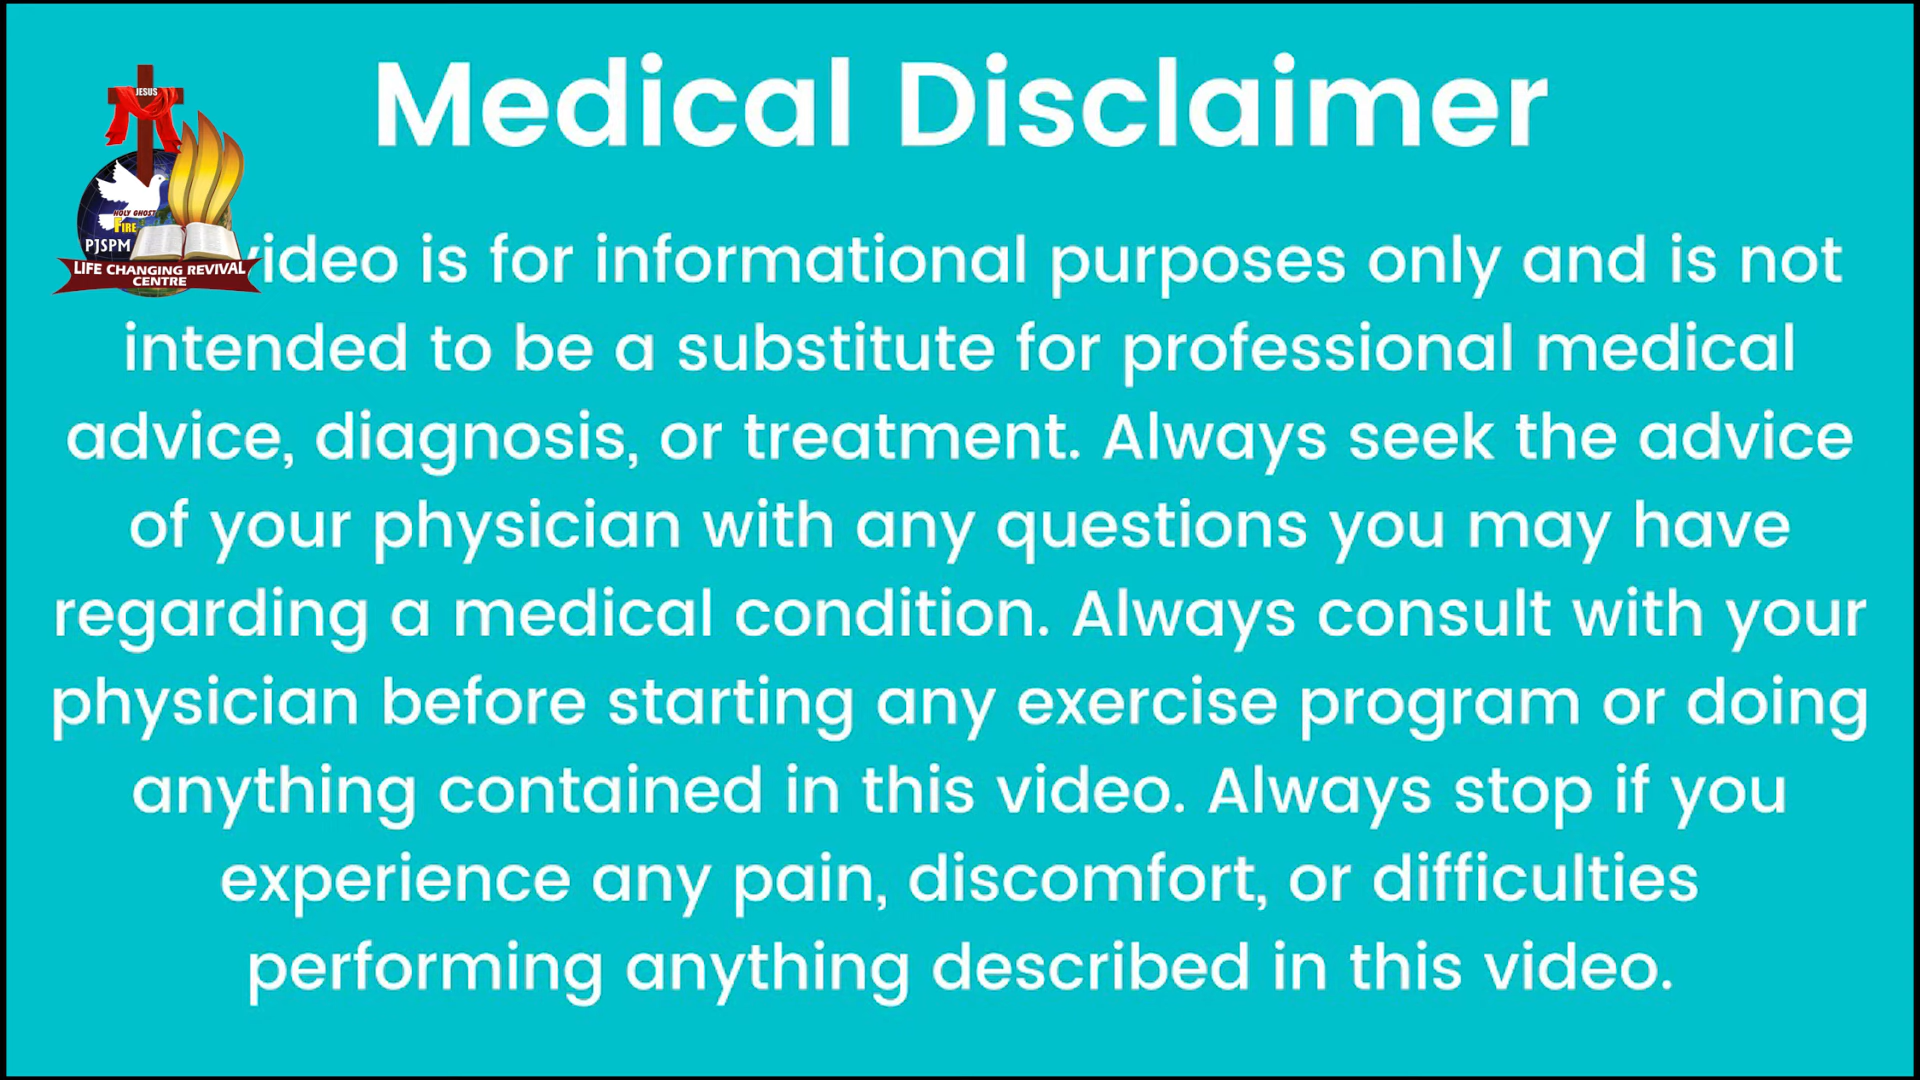 Medical Disclaimer
JESUS
HOLY GHOST
FIRE
PJSPM
LIFE CHANGING REVIVAL
CENTRE
video is for informational purposes only and is not
intended to be a substitute for professional medical
advice, diagnosis, or treatment. Always seek the advice
of your physician with any questions you may have
regarding a medical condition. Always consult with your
physician before starting any exercise program or doing
anything contained in this video. Always stop if you
experience any pain, discomfort, or difficulties
performing anything described in this video.